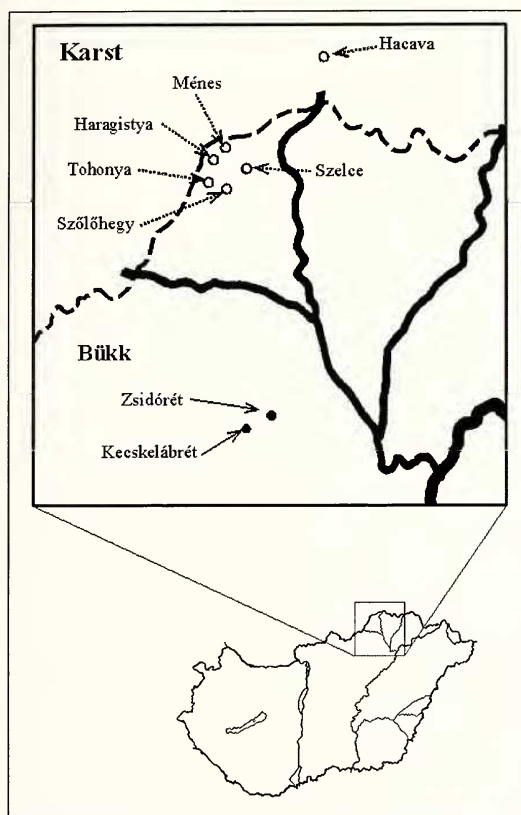 Karst
Hacava
Ménes
Haragistya
Tohonya
Szelce
Szőlőhegy
Bükk
Zsidórét
Kecskelábrét